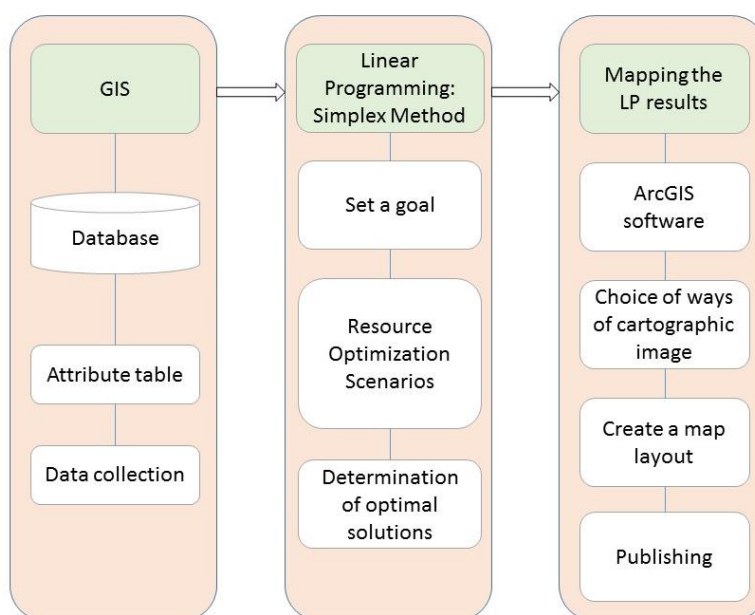 GIS
Database
Attribute table
Data collection
Linear
Programming:
Simplex Method
Set a goal
Resource
Optimization
Scenarios
Determination
of optimal
solutions
Mapping the
LP results
ArcGIS
software
Choice of ways
of cartographic
image
Create a map
layout
Publishing